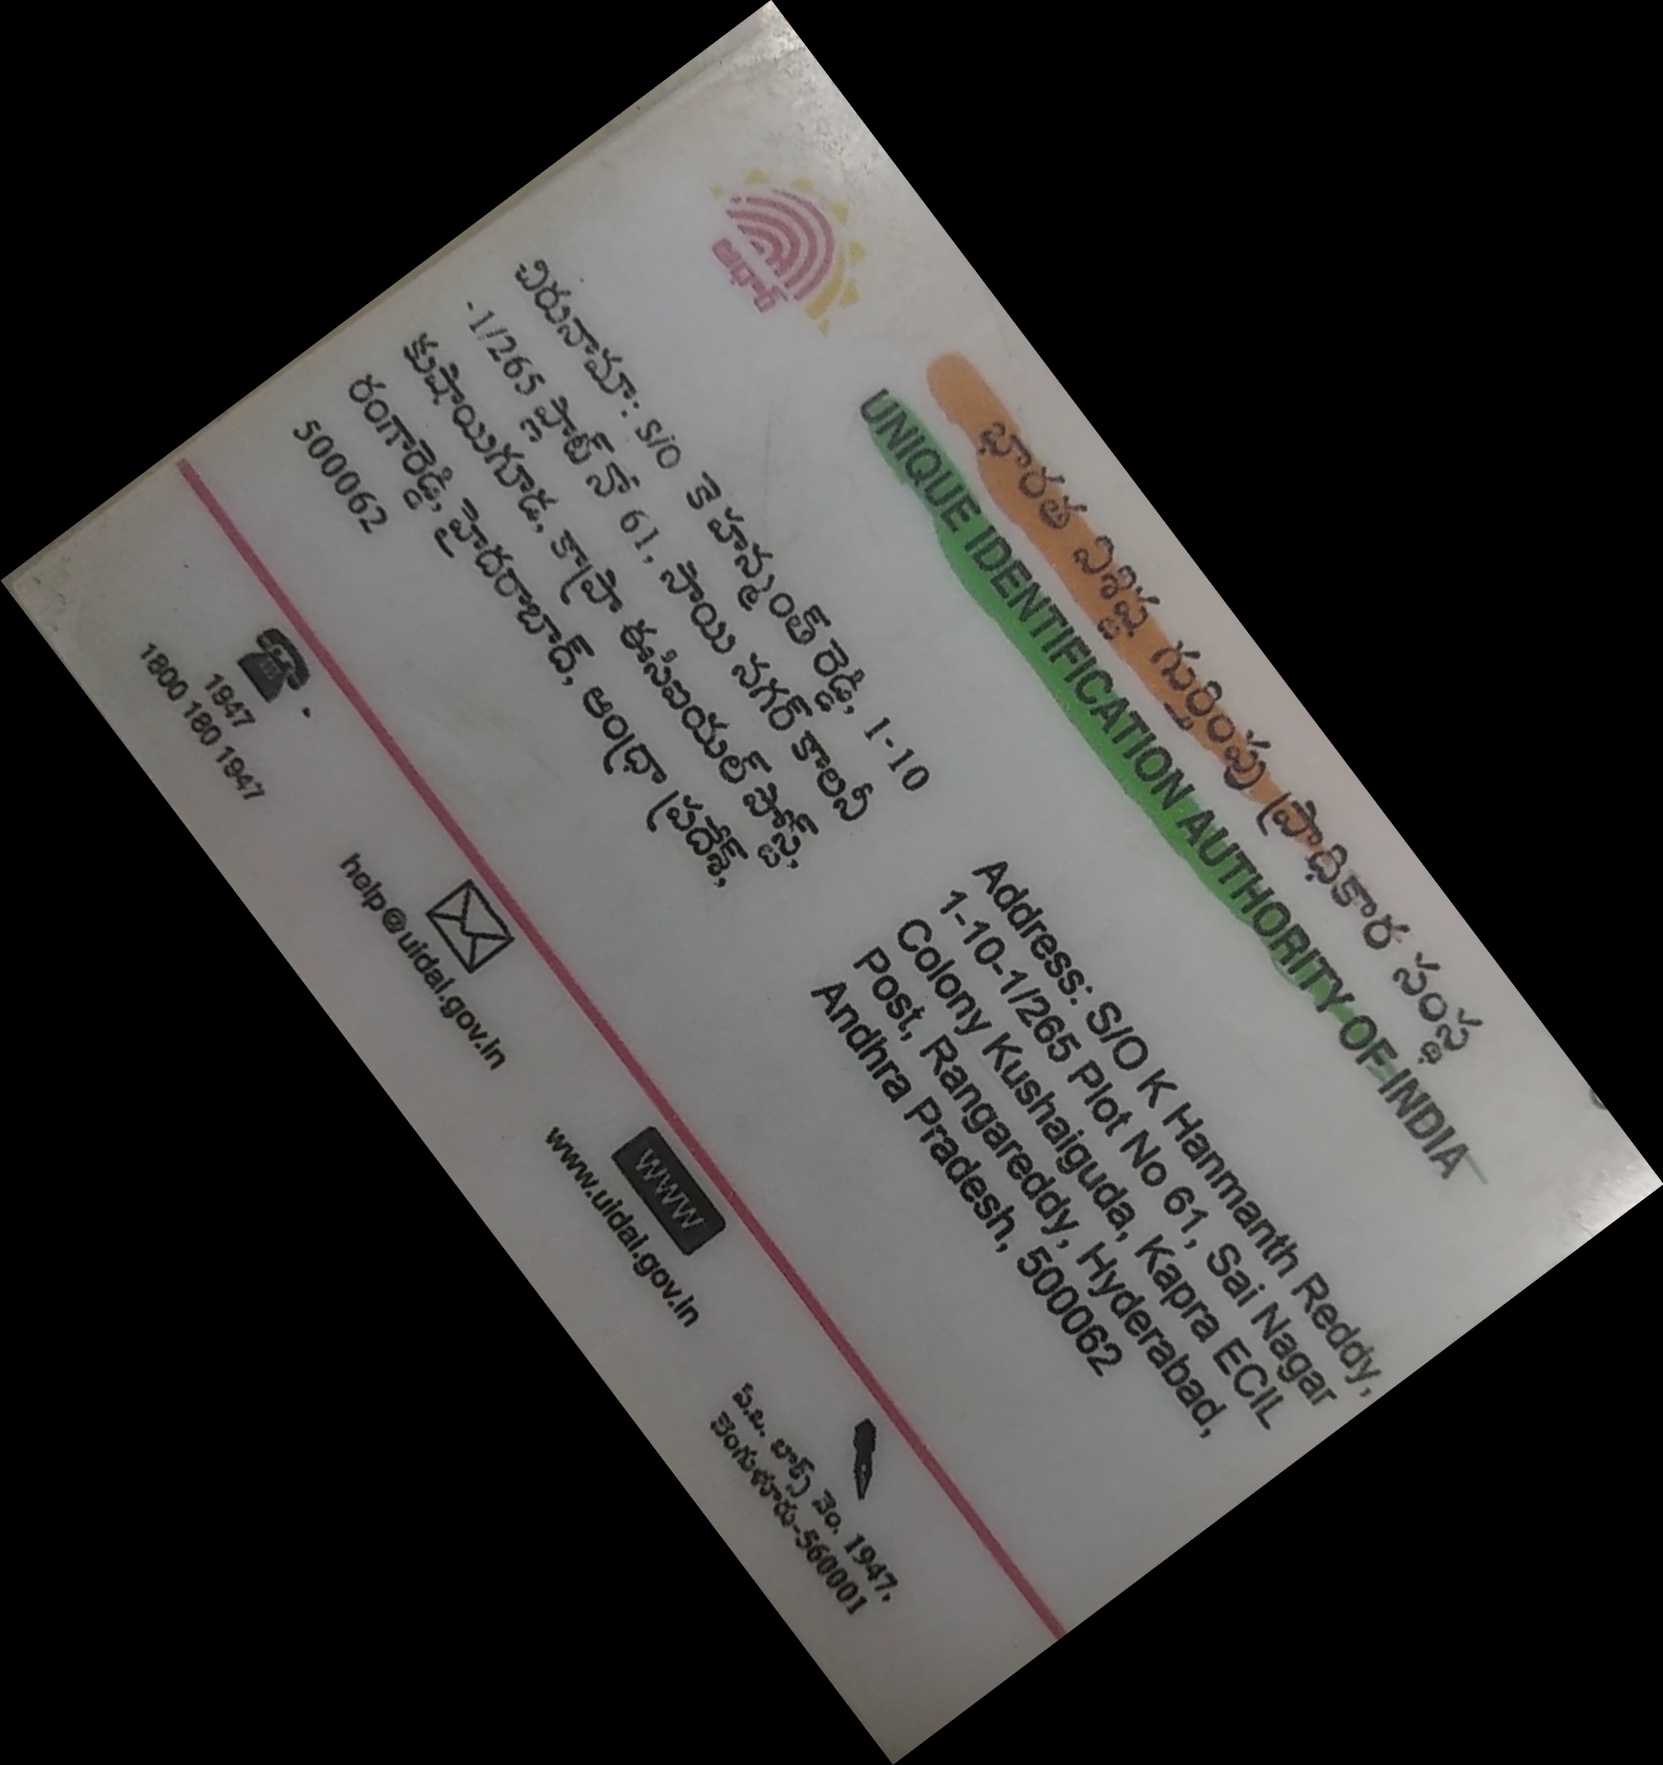 భారత విశిష్ట గుర్తింపు ప్రాధికార సంస్థ
UNIQUE IDENTIFICATION AUTHORITY OF INDIA
ఆధార్
చిరునామా: S/O కె హన్మంత్ రెడ్డి, 1-10
-1/265 ప్లాట్ నో 61, సాయి నగర్ కాలనీ
కుషాయిగూడ, కాప్రా ఈసిఐయల్ పోస్ట్,
రంగారెడ్డి, హైదరాబాద్, ఆంధ్రా ప్రదేశ్,
500062
Address: S/O K Hanmanth Reddy,
1-10-1/265 Plot No 61, Sai Nagar
Colony Kushaiguda, Kapra ECIL
Post, Rangareddy, Hyderabad,
Andhra Pradesh, 500062
1947
1800 180 1947
help@uidai.gov.in
www
www.uidai.gov.in
పి.బి. బాక్స్ నెం. 1947,
బెంగుళూరు-560001